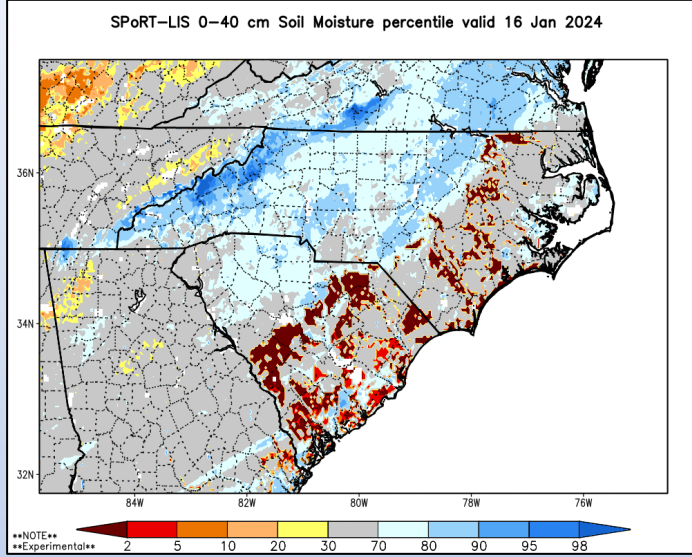 SPoRT-LIS 0-40 cm Soil Moisture percentile valid 16 Jan 2024
36N
34N
32N
84W 82W 80W 78W 76W
**NOTE**
**Experimental** 2 5 10 20 30 70 80 90 95 98